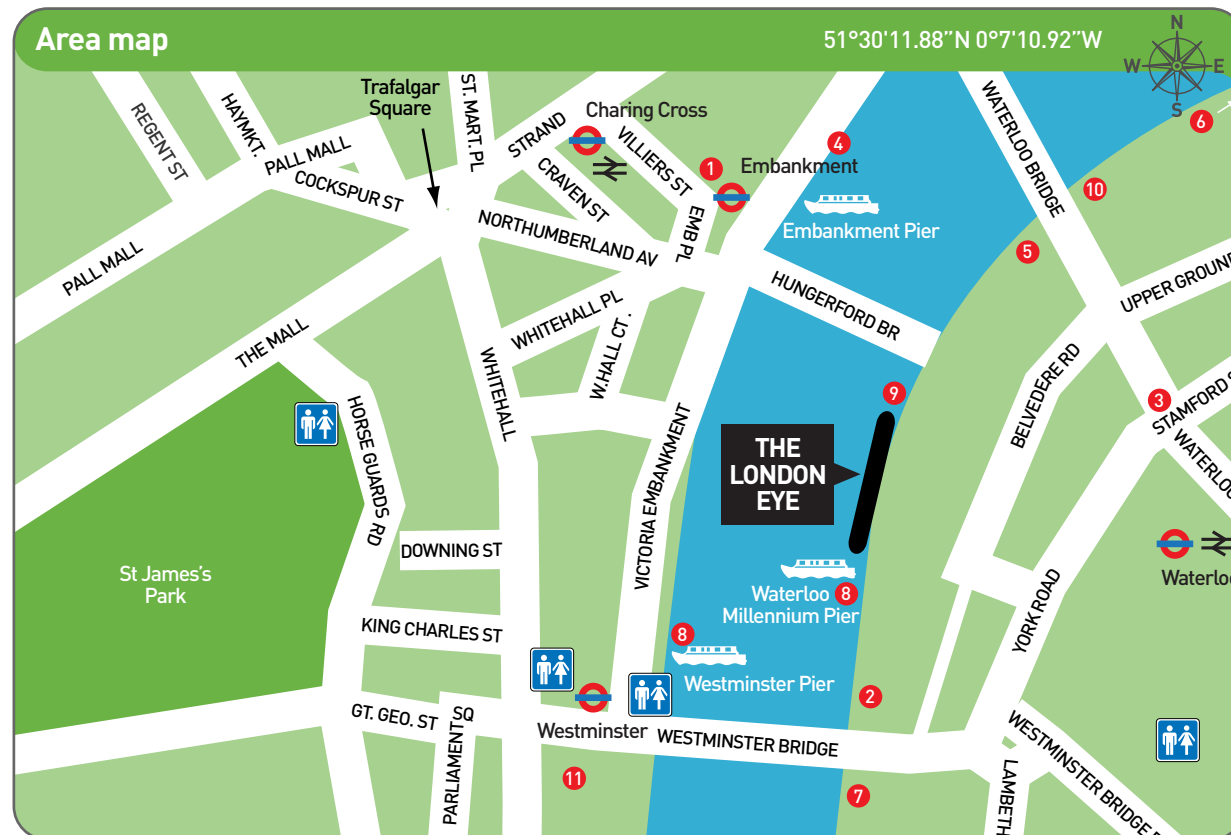 Area map
51°30'11.88”N 0°7'10.92”W
N
W
E
S
Trafalgar
Square
ST. MART. PL
Charing Cross
STRAND
REGENT ST
HAYMKT.
PALL MALL
COCKSPUR ST
VILLIERS ST
CRAVEN ST
1
Embankment
4
WATERLOO BRIDGE
6
10
5
Embankment Pier
NORTHUMBERLAND AV
EMB PL
PALL MALL
HUNGERFORD BR
UPPER GROUND
THE MALL
WHITEHALL PL
W.HALL CT.
WHITEHALL
BELVEDERE RD
3
STAMFORD S
WATERLOO
9
HORSE GUARDS RD
THE
LONDON
EYE
VICTORIA EMBANKMENT
DOWNING ST
St James's
Park
Waterloo
Waterloo 8
Millennium Pier
YORK ROAD
KING CHARLES ST
8
Westminster Pier
2
GT. GEO. ST
PARLIAMENT SQ
Westminster
WESTMINSTER BRIDGE
WESTMINSTER BRIDGE
LAMBETH
11
7